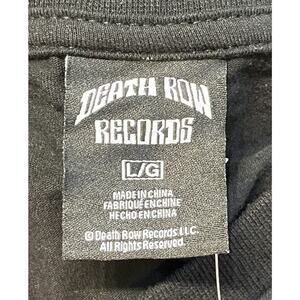 DEATH ROW
RECORDS
L/G
MADE IN CHINA
FABRIQUE EN CHINE
HECHO EN CHINA
© Death Row Records LLC.
All Rights Reserved.